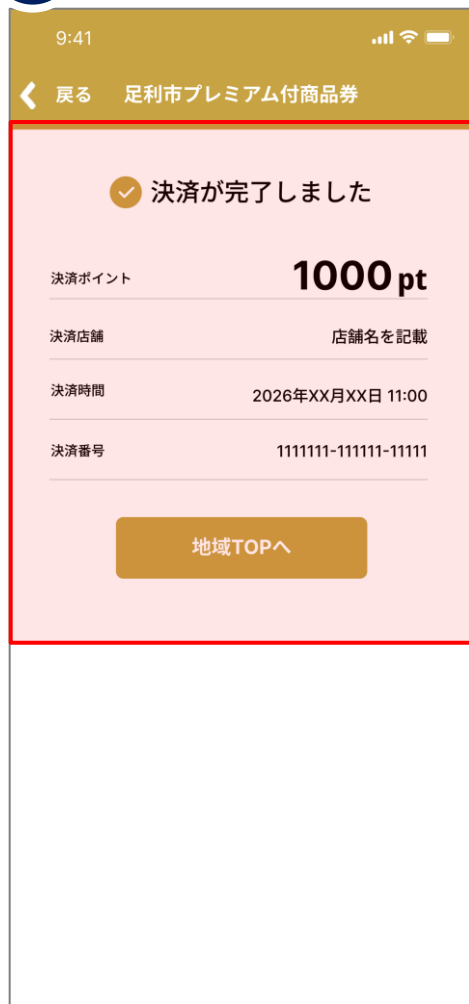 9:41
戻る 足利市プレミアム付商品券
決済が完了しました
決済ポイント 1000 pt
決済店舗 店舗名を記載
決済時間 2026年XX月XX日 11:00
決済番号 1111111-111111-11111
地域TOPへ